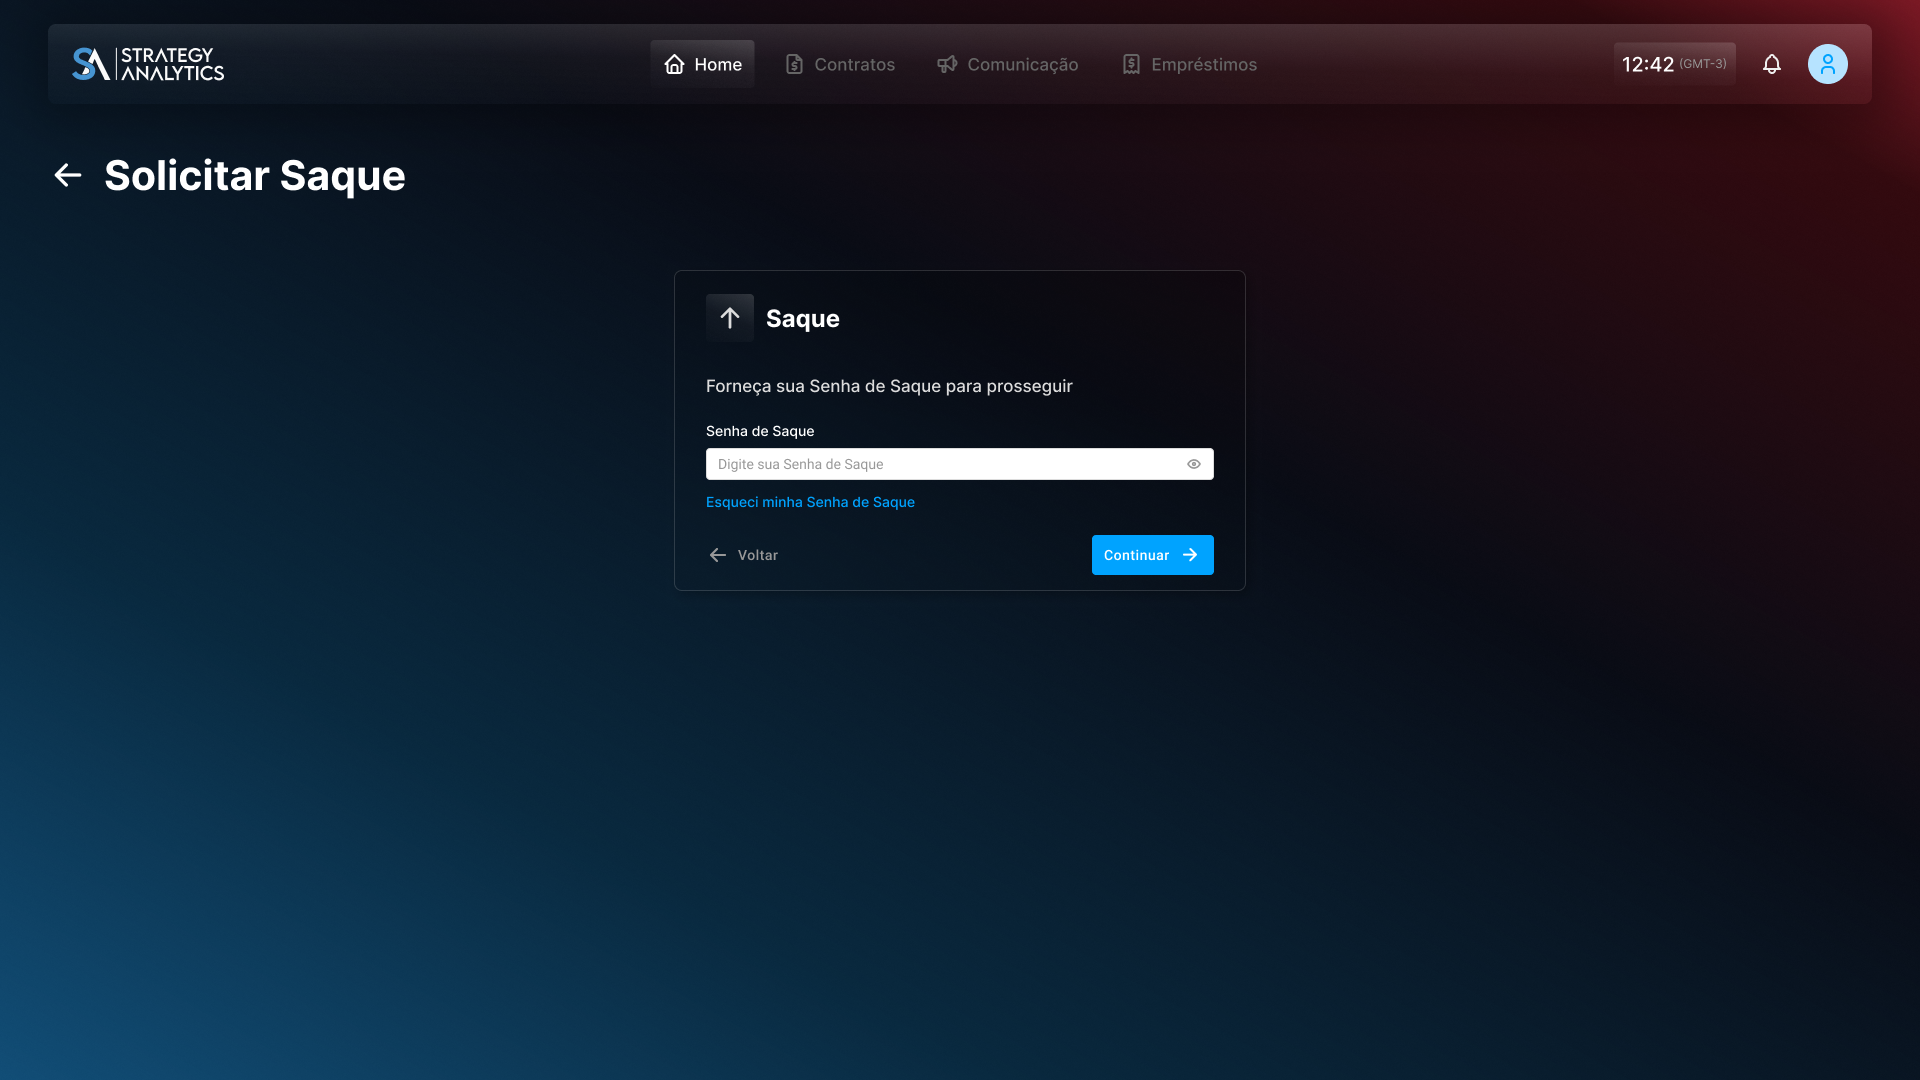 STRATEGY
ANALYTICS
Home
Contratos
Comunicação
Empréstimos
12:42 (GMT-3)
Solicitar Saque
Saque
Forneça sua Senha de Saque para prosseguir
Senha de Saque
Digite sua Senha de Saque
Esqueci minha Senha de Saque
Voltar
Continuar